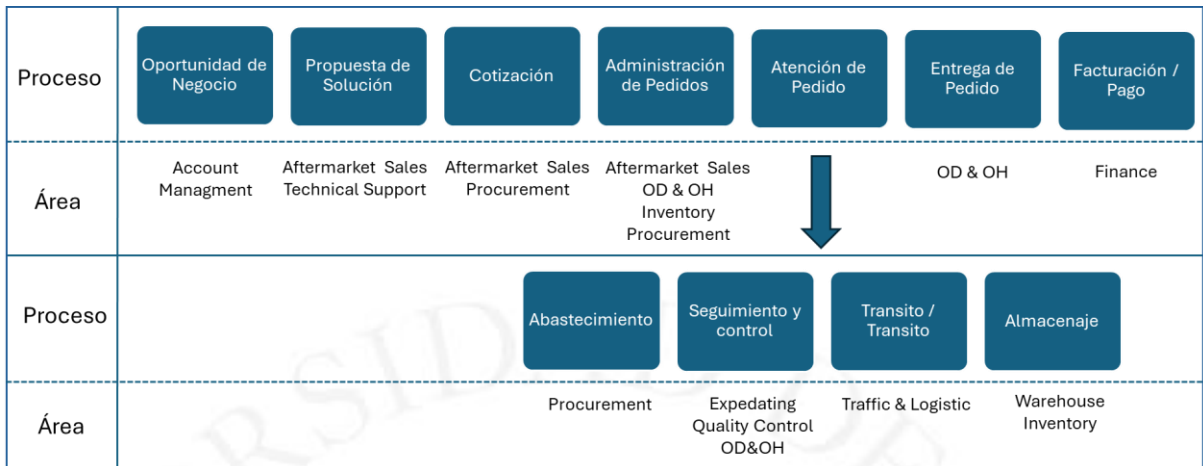 Proceso
Oportunidad de
Negocio
Propuesta de
Solución
Cotización
Administración
de Pedidos
Atención de
Pedido
Entrega de
Pedido
Facturación /
Pago
Área
Account
Managment
Aftermarket Sales
Technical Support
Aftermarket Sales
Procurement
Aftermarket Sales
OD & OH
Inventory
Procurement
OD & OH
Finance
Proceso
Abastecimiento
Seguimiento y
control
Transito /
Transito
Almacenaje
Área
Procurement
Expedating
Quality Control
OD&OH
Traffic & Logistic
Warehouse
Inventory
RSIDAD DE